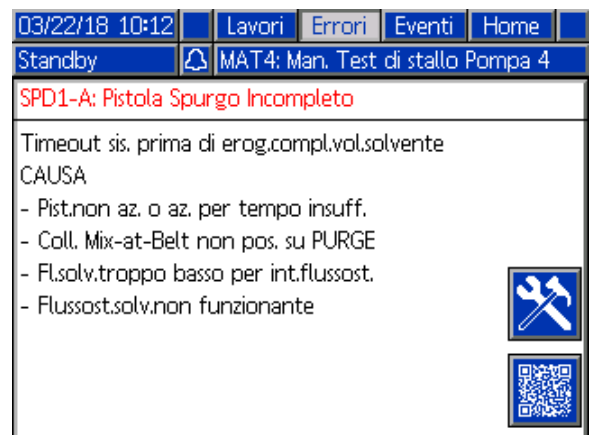 03/22/18 10:12 Lavori Errori Eventi Home
Standby MAT4: Man. Test di stallo Pompa 4
SPD1-A: Pistola Spurgo Incompleto
Timeout sis. prima di erog.compl.vol.solvente
CAUSA
- Pist.non az. o az. per tempo insuff.
- Coll. Mix-at-Belt non pos. su PURGE
- Fl.solv.troppo basso per int.flussost.
- Flussost.solv.non funzionante